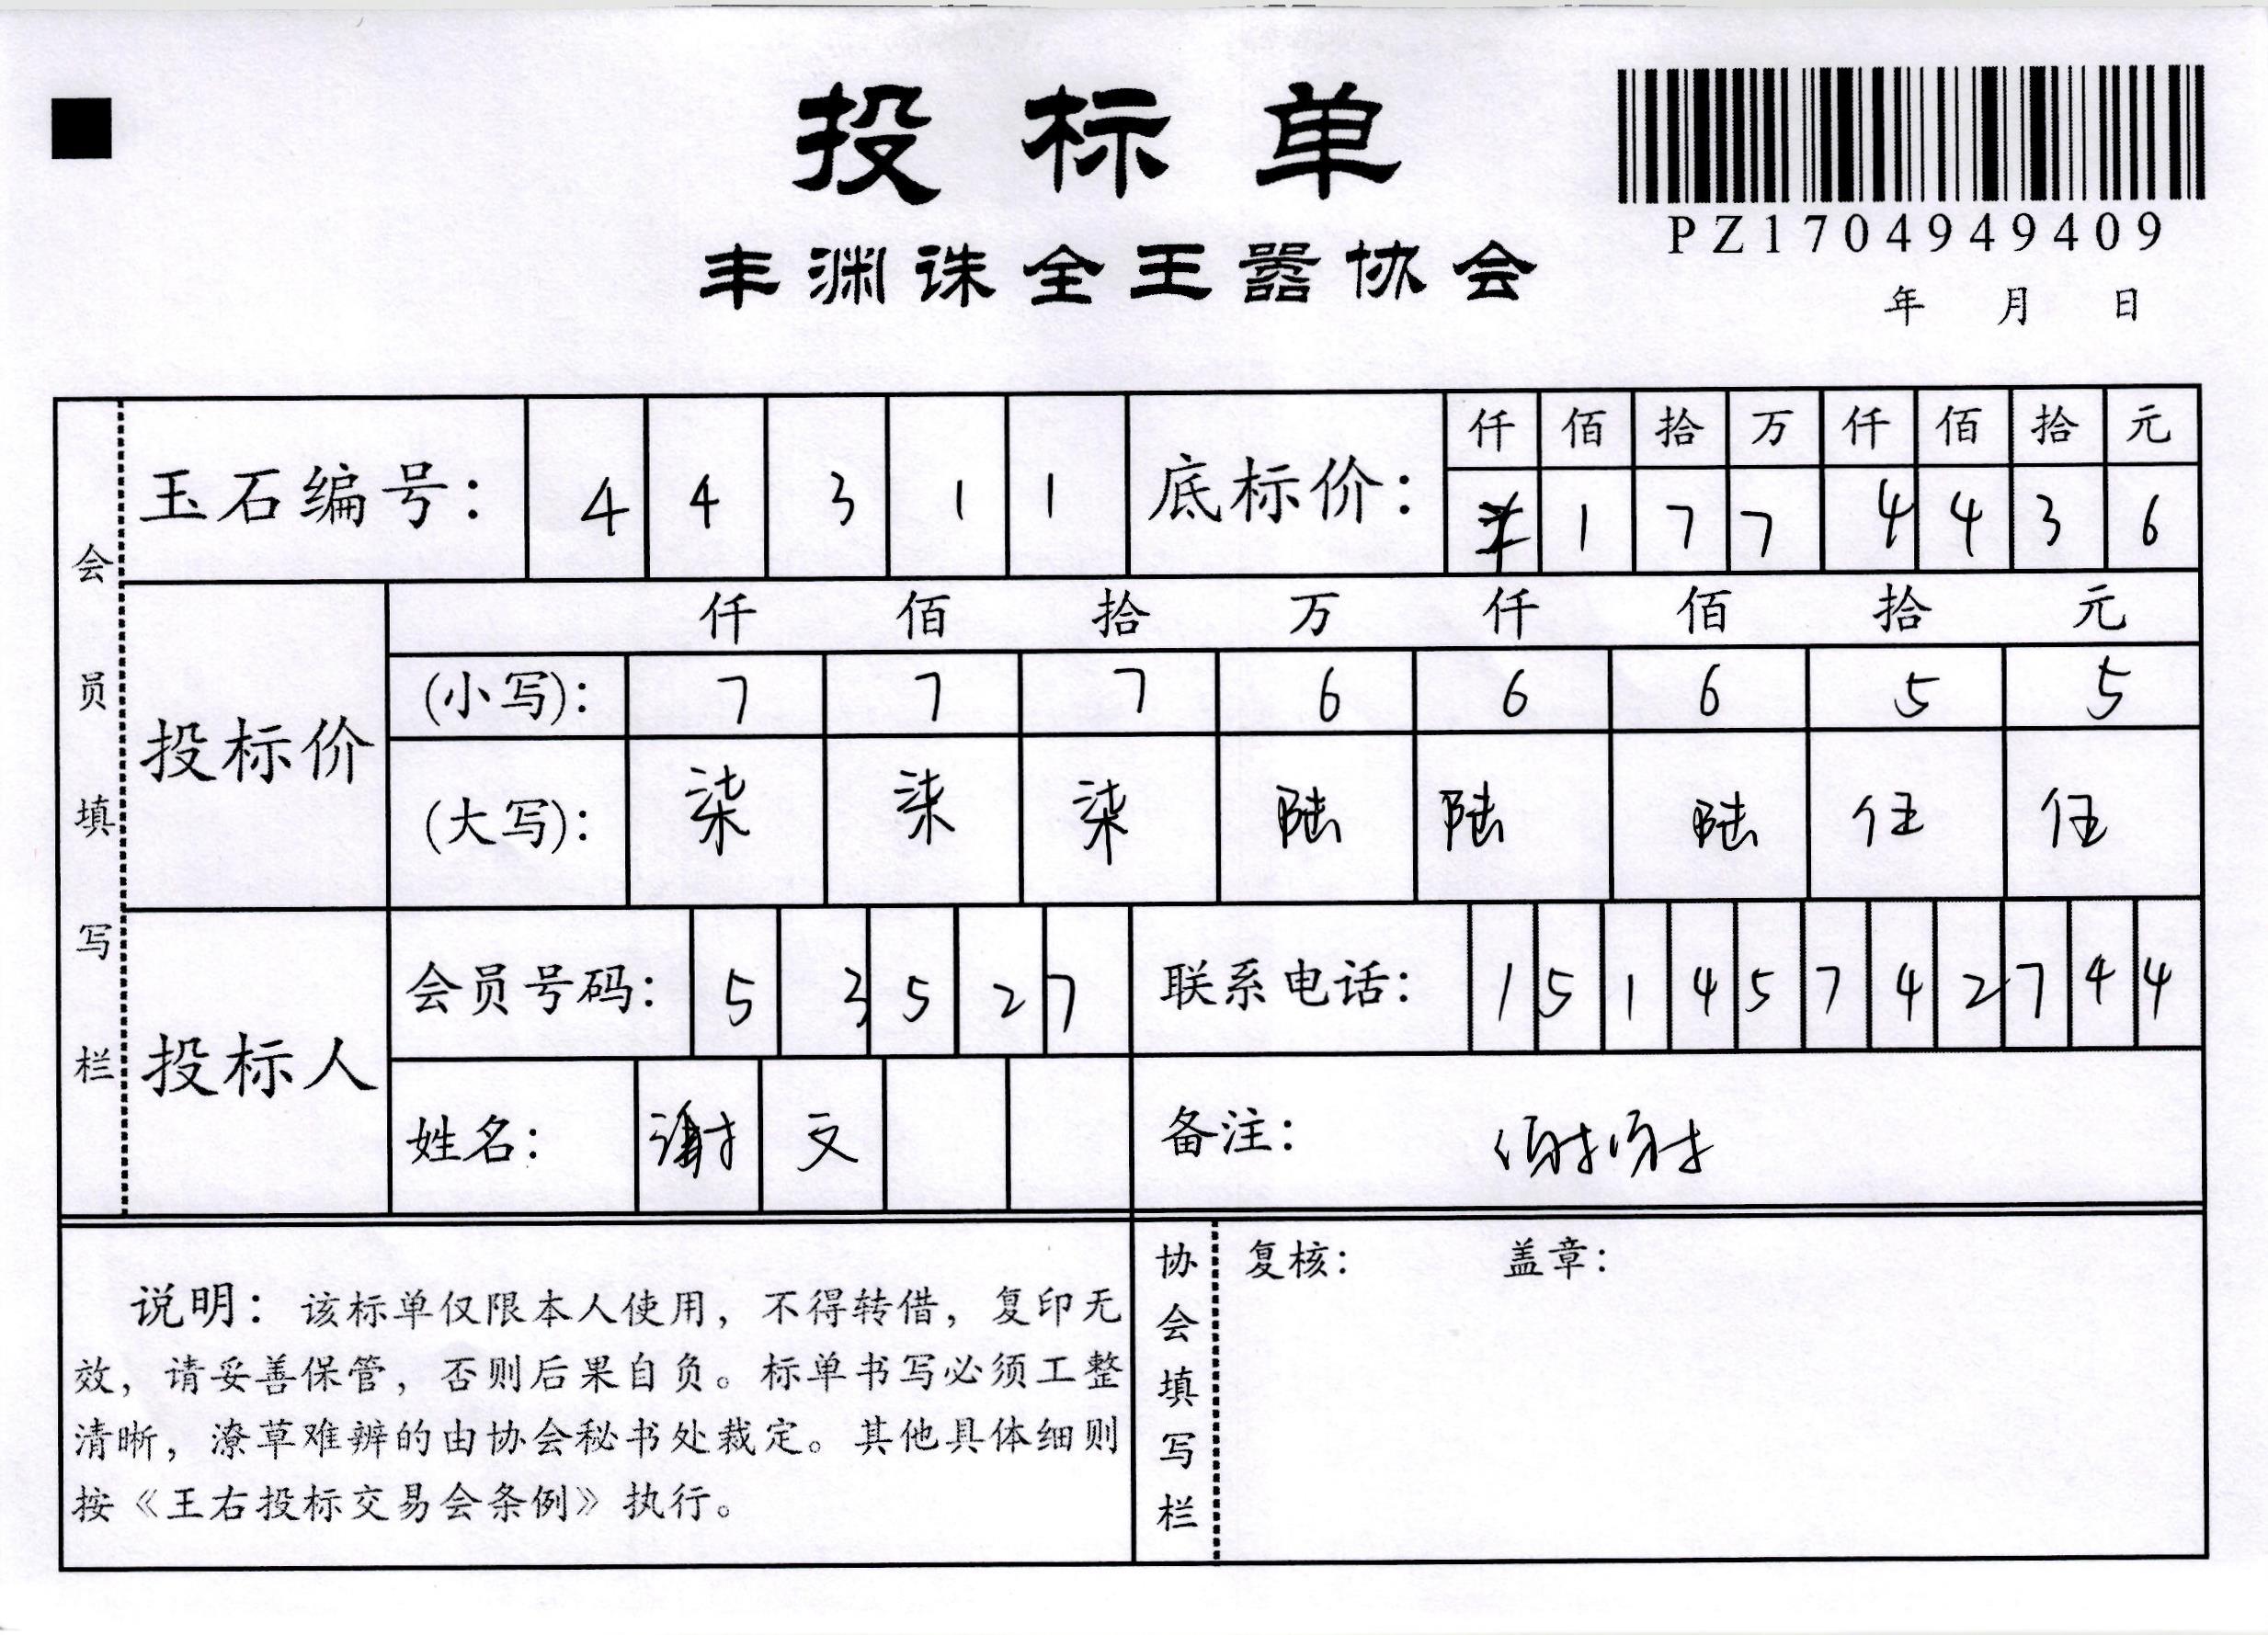 投标单
PZ1704949409
丰渊诛全王嚣协会
年 月 日
会员填写栏
玉石编号： 4 4 3 1 1
底标价： 仟 佰 拾 万 仟 佰 拾 元
1 7 7 4 4 3 6
投标价
仟 佰 拾 万 仟 佰 拾 元
(小写)： 7 7 7 6 6 6 5 5
(大写)： 柒 柒 柒 陆 陆 陆 伍 伍
投标人
会员号码： 5 3 5 2 7
联系电话： 1 5 1 4 5 7 4 2 7 4 4
姓名： 谢 文
备注：
说明：该标单仅限本人使用，不得转借，复印无
效，请妥善保管，否则后果自负。标单书写必须工整
清晰，潦草难辨的由协会秘书处裁定。其他具体细则
按《王右投标交易会条例》执行。
协会填写栏
复核： 盖章：